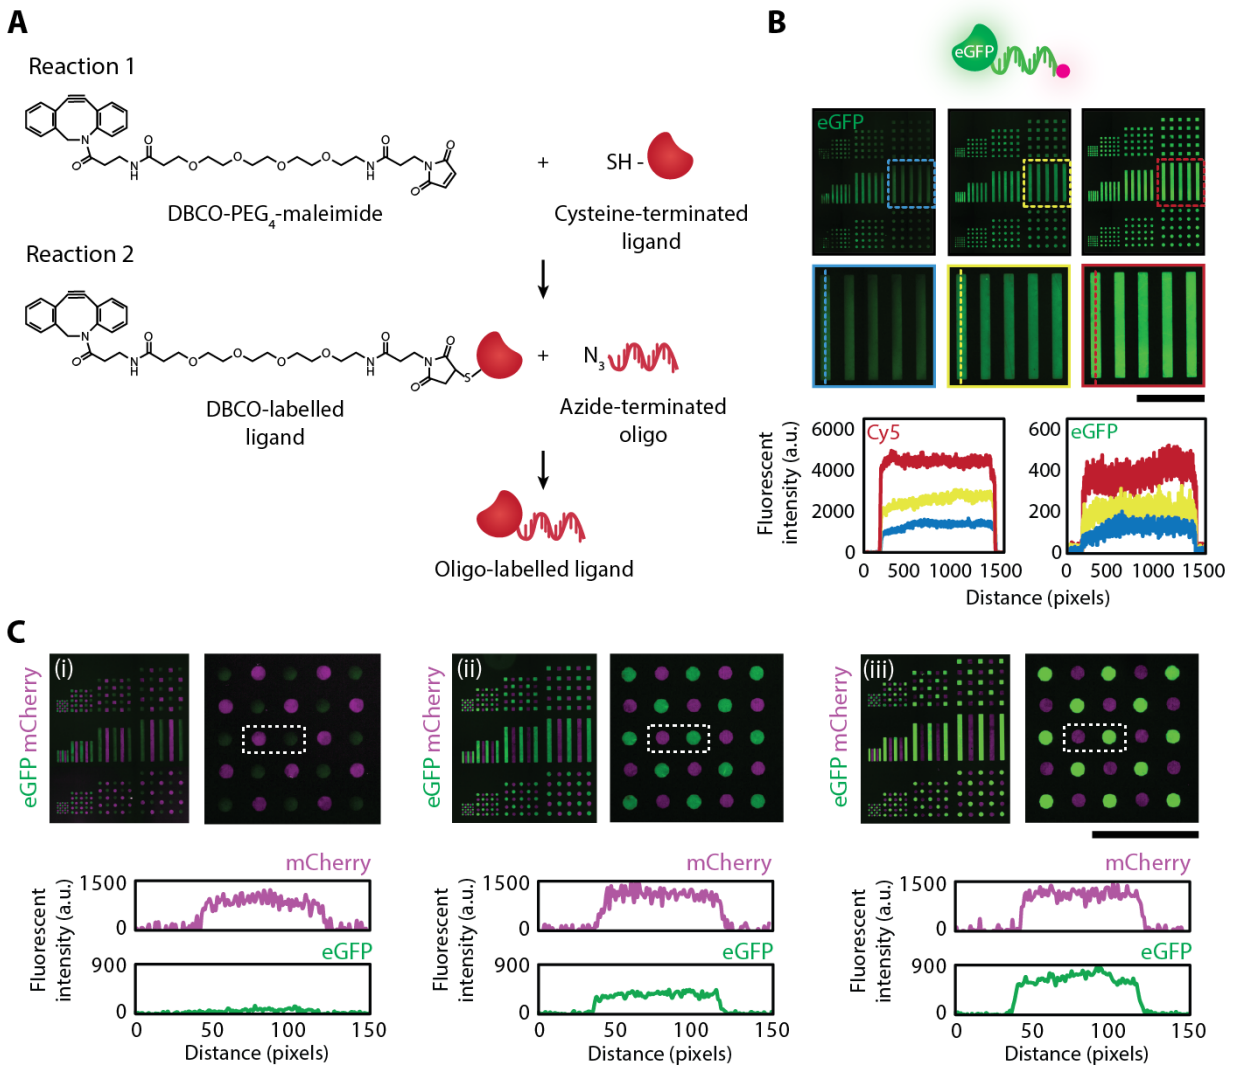 A
Reaction 1
N
O
N
H
O
O
O
O
O
H
N
O
N
O
O
DBCO-PEG4-maleimide
+
SH -
Cysteine-terminated
ligand
Reaction 2
N
O
N
H
O
O
O
O
O
H
N
O
N
O
O
S
DBCO-labelled
ligand
+
N3
Azide-terminated
oligo
Oligo-labelled ligand
B
eGFP
eGFP
Fluorescent
intensity (a.u.)
6000
4000
2000
0
Cy5
0 500 1000 1500
600
400
200
0
eGFP
0 500 1000 1500
Distance (pixels)
C
eGFP mCherry
(i)
mCherry
Fluorescent
intensity (a.u.)
1500
0
eGFP
900
0
0 50 100 150
Distance (pixels)
eGFP mCherry
(ii)
mCherry
Fluorescent
intensity (a.u.)
1500
0
eGFP
900
0
0 50 100 150
Distance (pixels)
eGFP mCherry
(iii)
mCherry
Fluorescent
intensity (a.u.)
1500
0
eGFP
900
0
0 50 100 150
Distance (pixels)